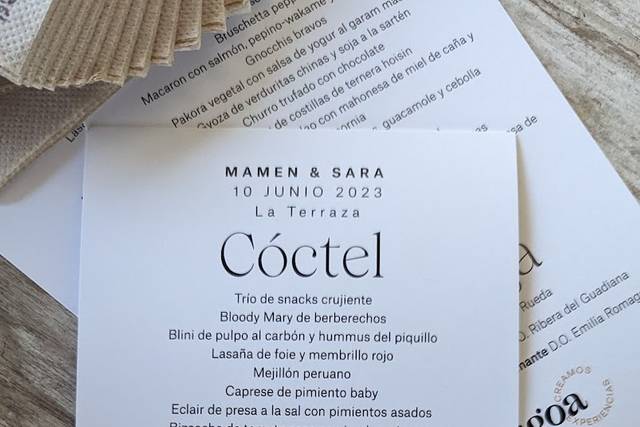 Bruschetta
Macaron con salmón, pepino-wakame y
Gnocchis bravos
Pakora vegetal con salsa de yogur al garam
Gyoza de verduritas chinas y soja a la sartén
Churro trufado con chocolate
de costillas de ternera hoisin
con mahonesa de miel de caña y
guacamole y cebolla
de
MAMEN & SARA
10 JUNIO 2023
La Terraza
Cóctel
Trío de snacks crujiente
Bloody Mary de berberechos
Blini de pulpo al carbón y hummus del piquillo
Lasaña de foie y membrillo rojo
Mejillón peruano
Caprese de pimiento baby
Eclair de presa a la sal con pimientos asados
Rueda
D.O. Ribera del Guadiana
D.O. Emilia
CREAMOS
EXPERIENCIAS